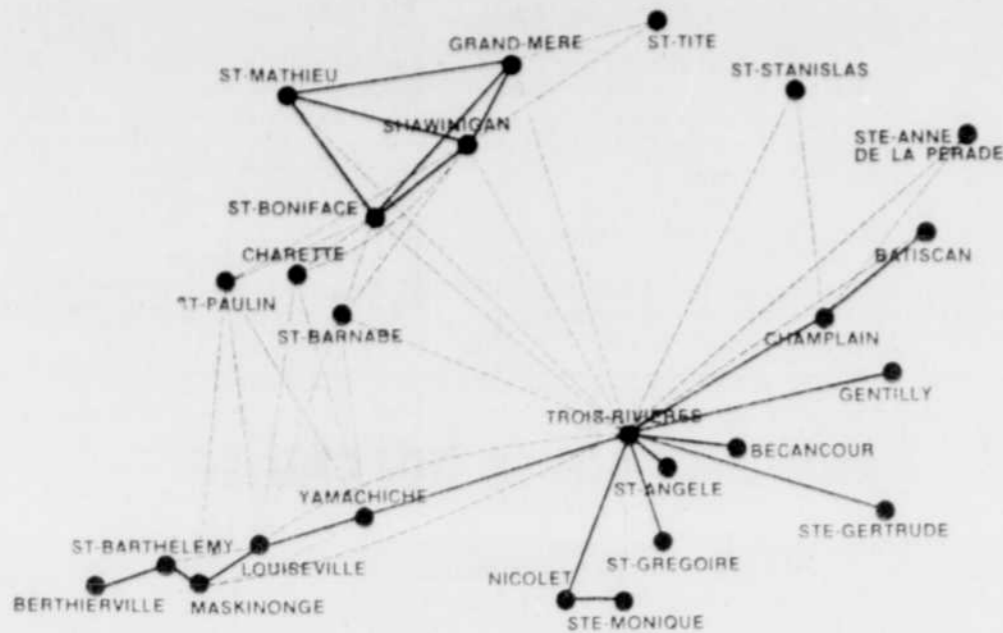 ST-TITE
GRAND-MERE
ST-MATHIEU
ST-STANISLAS
SHAWINIGAN
STE-ANNE
DE LA PERADE
ST-BONIFACE
CHARETTE
BATISCAN
ST-PAULIN
ST-BARNABE
CHAMPLAIN
GENTILLY
TROIS-RIVIERES
BECANCOUR
ST-ANGELE
YAMACHICHE
STE-GERTRUDE
ST-BARTHELEMY
LOUISEVILLE
ST-GREGOIRE
NICOLET
BERTHIERVILLE
MASKINONGE
STE-MONIQUE